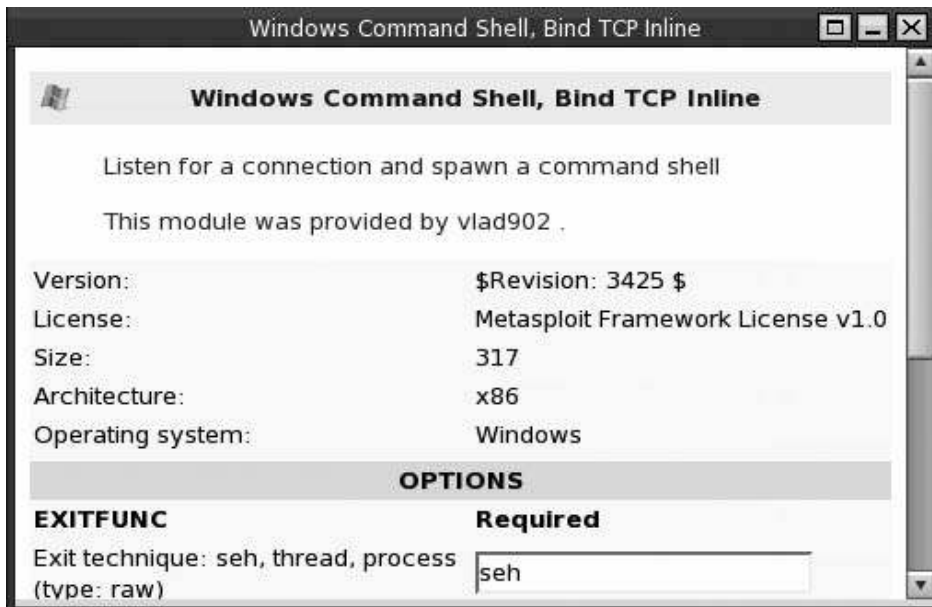 Windows Command Shell, Bind TCP Inline
Windows Command Shell, Bind TCP Inline
Listen for a connection and spawn a command shell
This module was provided by vlad902 .
Version: $Revision: 3425 $
License: Metasploit Framework License v1.0
Size: 317
Architecture: x86
Operating system: Windows
OPTIONS
EXITFUNC Required
Exit technique: seh, thread, process
(type: raw) seh